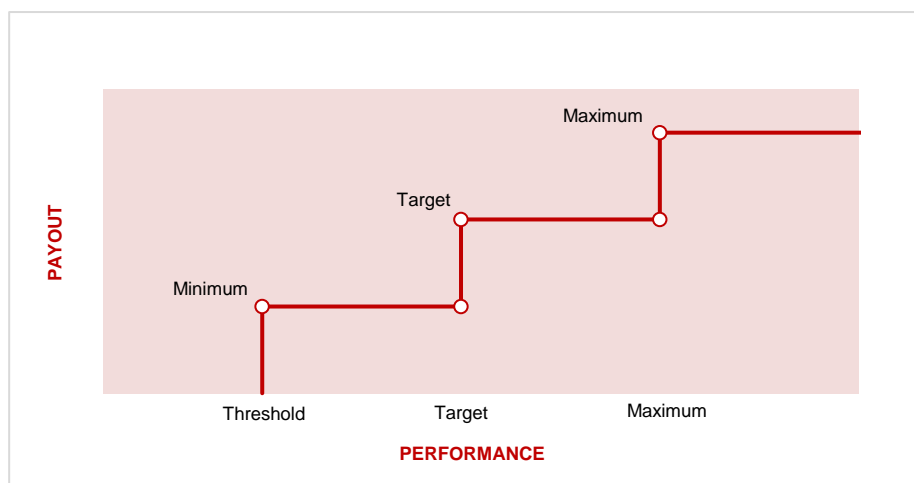 Maximum
Target
PAYOUT
Minimum
Threshold
Target
Maximum
PERFORMANCE